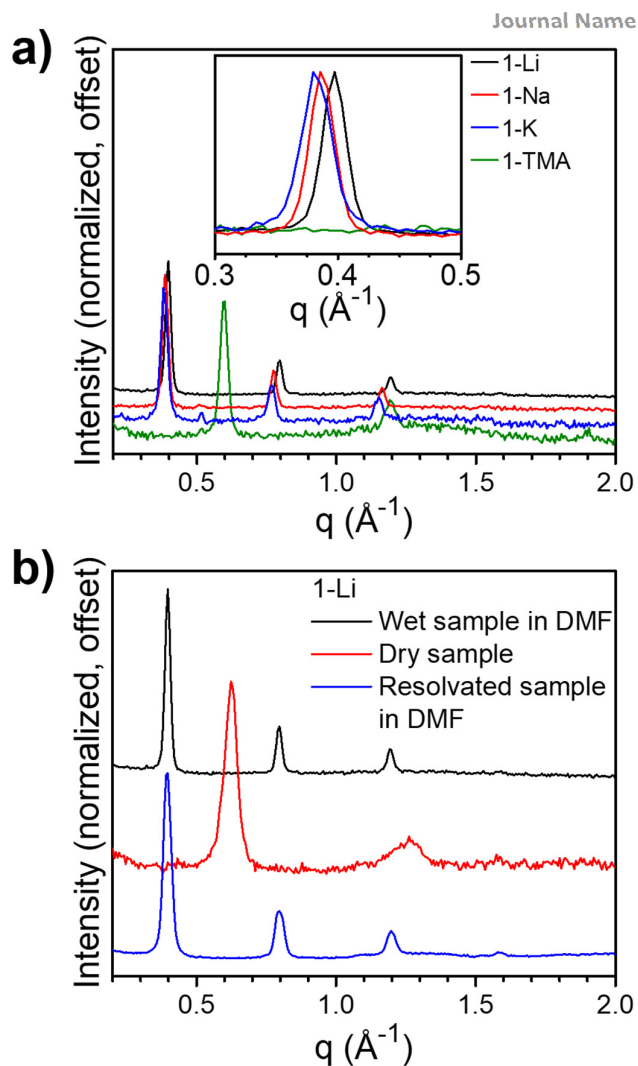 Journal Name
a)
1-Li
1-Na
1-K
1-TMA
0.3 0.4 0.5
q (Å⁻¹)
Intensity (normalized, offset)
0.5 1.0 1.5 2.0
q (Å⁻¹)
b)
1-Li
Wet sample in DMF
Dry sample
Resolvated sample
in DMF
Intensity (normalized, offset)
0.5 1.0 1.5 2.0
q (Å⁻¹)